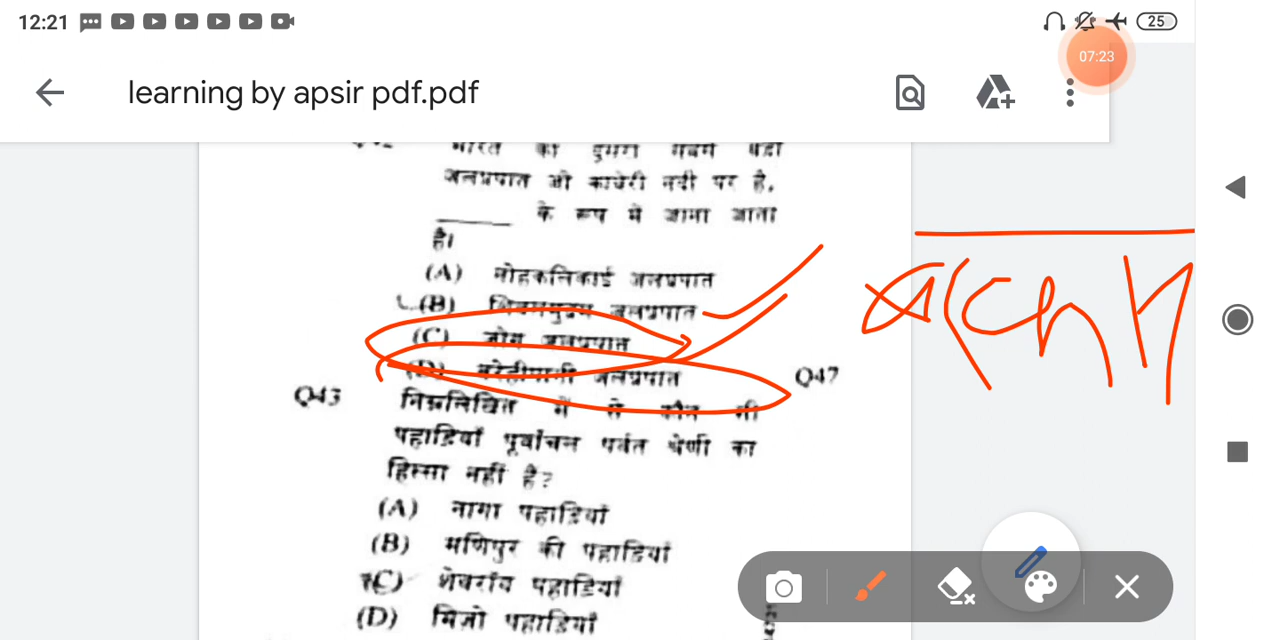 12:21
25
07:23
learning by apsir pdf.pdf
भारत का दूसरा सबसे बड़ा
जलप्रपात जो कावेरी नदी पर है,
______ के रूप में जाना जाता
है।
(A) नोहकलिकाई जलप्रपात
(B) शिवसमुद्रम जलप्रपात
(C) जोग जलप्रपात
(D) बरेहीपानी जलप्रपात
Q47
Q43 निम्नलिखित में से कौन सी
पहाड़ियाँ पूर्वांचल पर्वत श्रेणी का
हिस्सा नहीं है?
(A) नागा पहाड़ियाँ
(B) मणिपुर की पहाड़ियां
(C) शेवरॉय पहाड़ियाँ
(D) मिज़ो पहाड़ियाँ